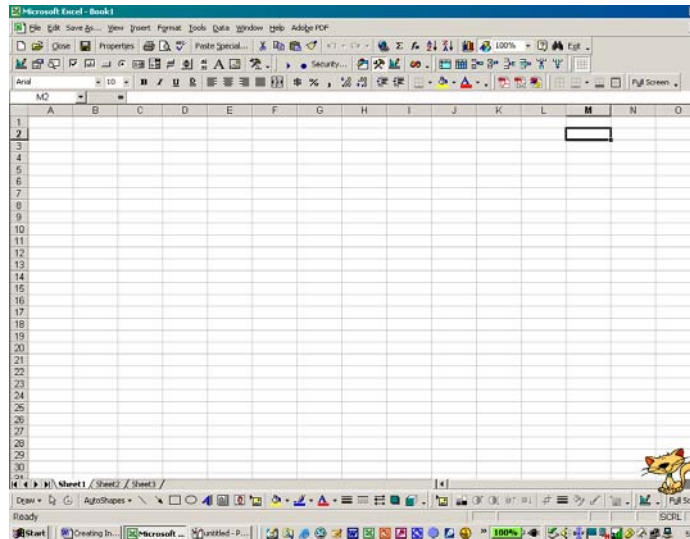 Microsoft Excel - Book1
File Edit Save As... View Insert Format Tools Data Window Help Adobe PDF
Close Properties Paste Special... 100% Exit
Security...
Arial 10 B I U $ % , Full Screen
M2 =
A B C D E F G H I J K L M N O
1
2
3
4
5
6
7
8
9
10
11
12
13
14
15
16
17
18
19
20
21
22
23
24
25
26
27
28
29
30
31
Sheet1 Sheet2 Sheet3
Draw AutoShapes Full Sc
Ready SCRL
Start Creating In... Microsoft ... untitled - P... 100%